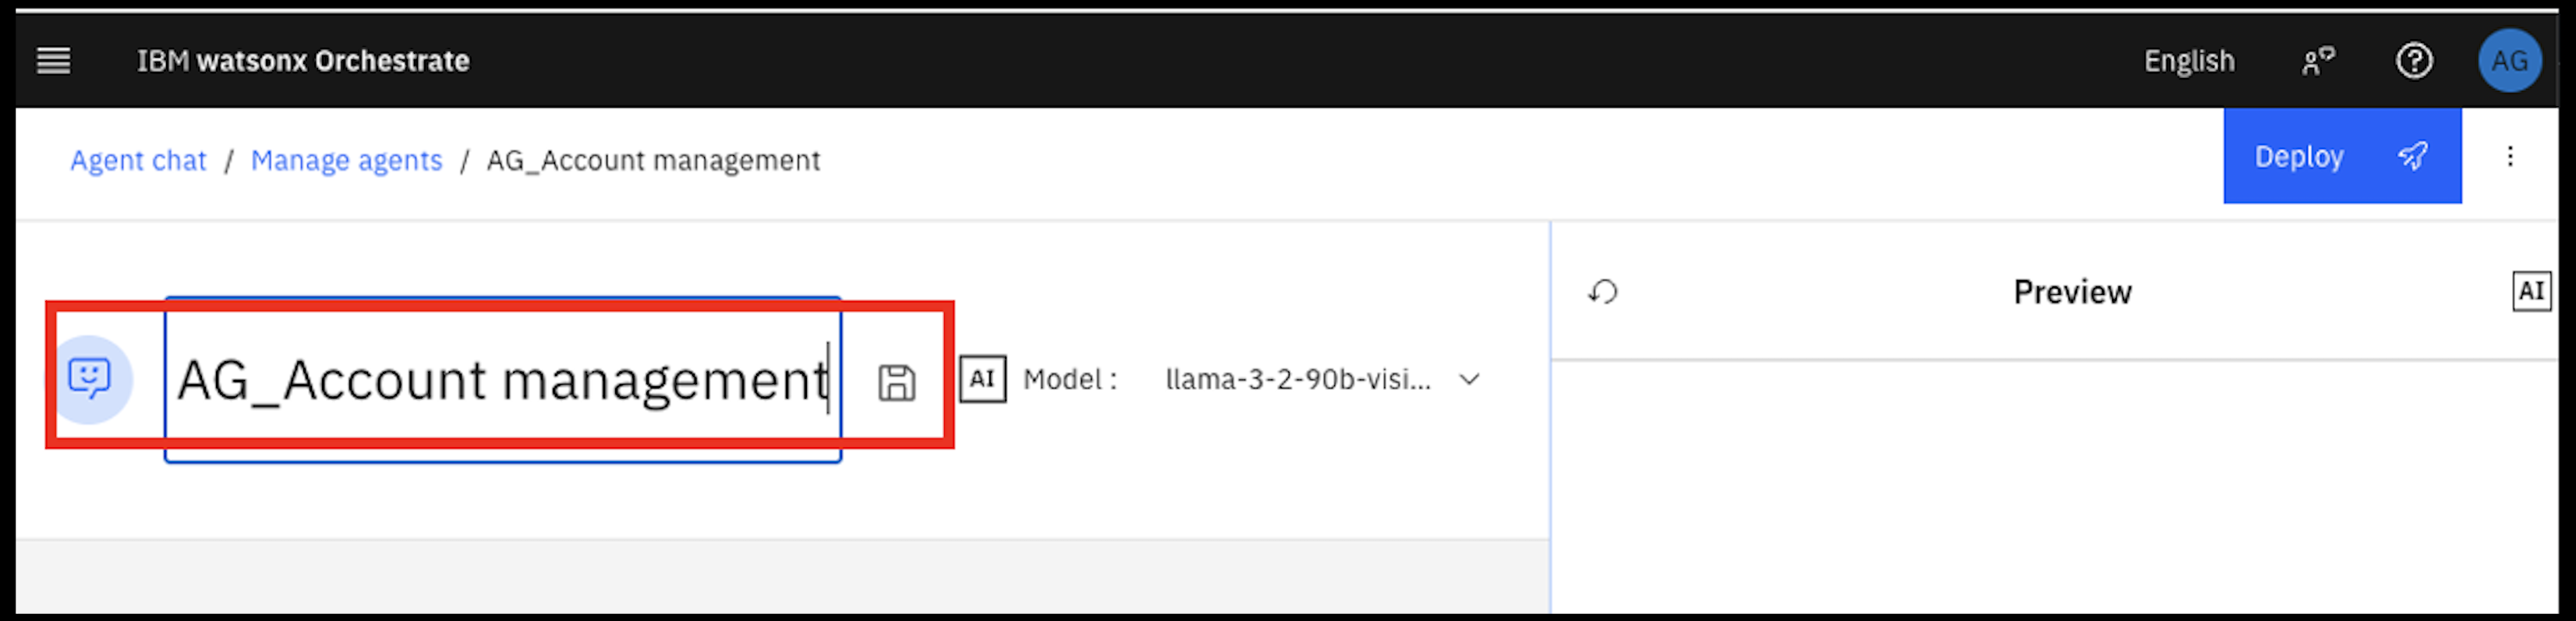 IBM watsonx Orchestrate English AG
Agent chat / Manage agents / AG_Account management Deploy
Preview AI
AG_Account management AI Model : llama-3-2-90b-visi...